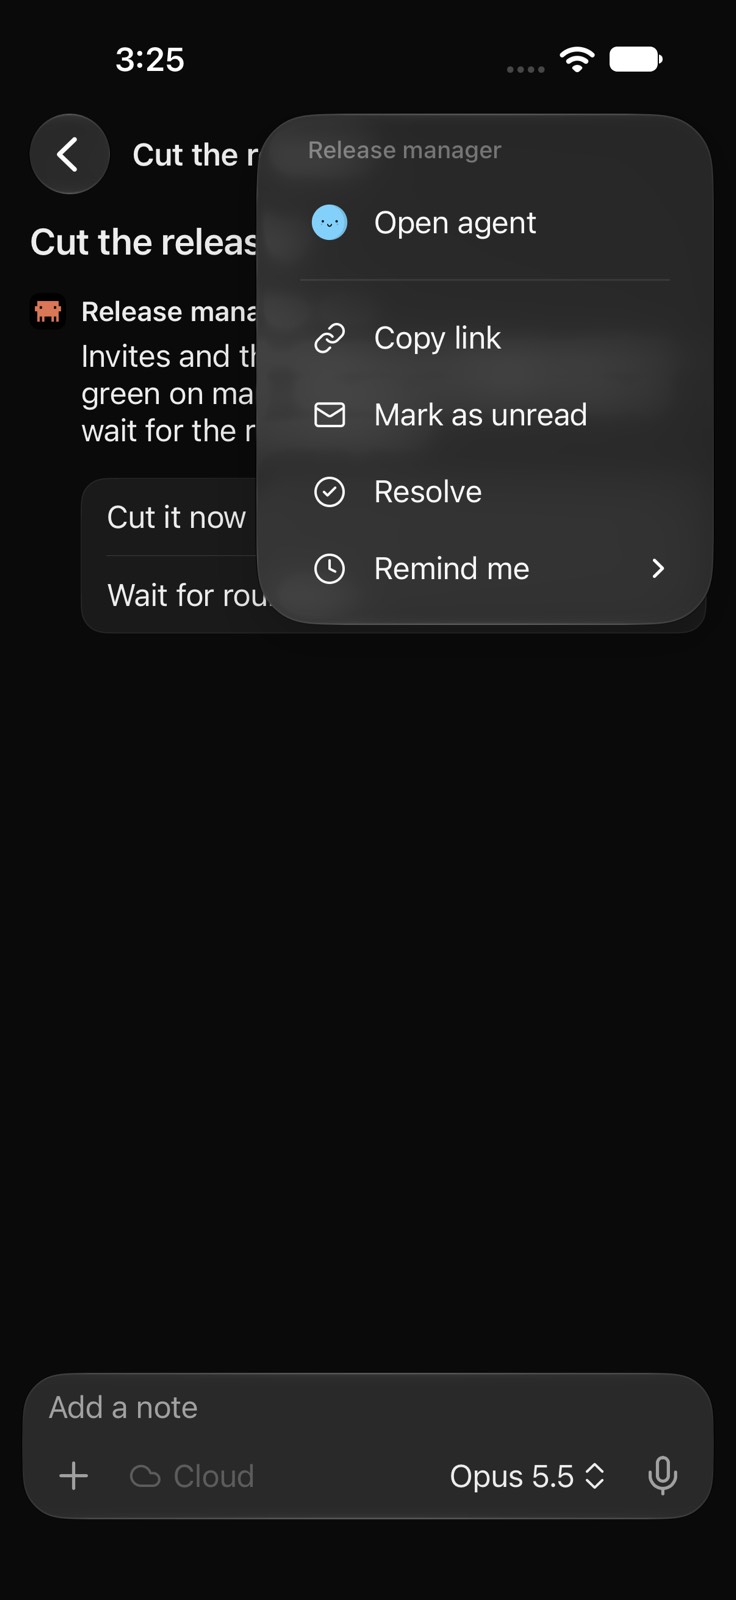 3:25
Cut the r
Release manager
Open agent
Cut the releas
Release mana
Invites and th
green on ma
wait for the r
Copy link
Mark as unread
Resolve
Remind me
Cut it now
Wait for rou
Add a note
Cloud
Opus 5.5